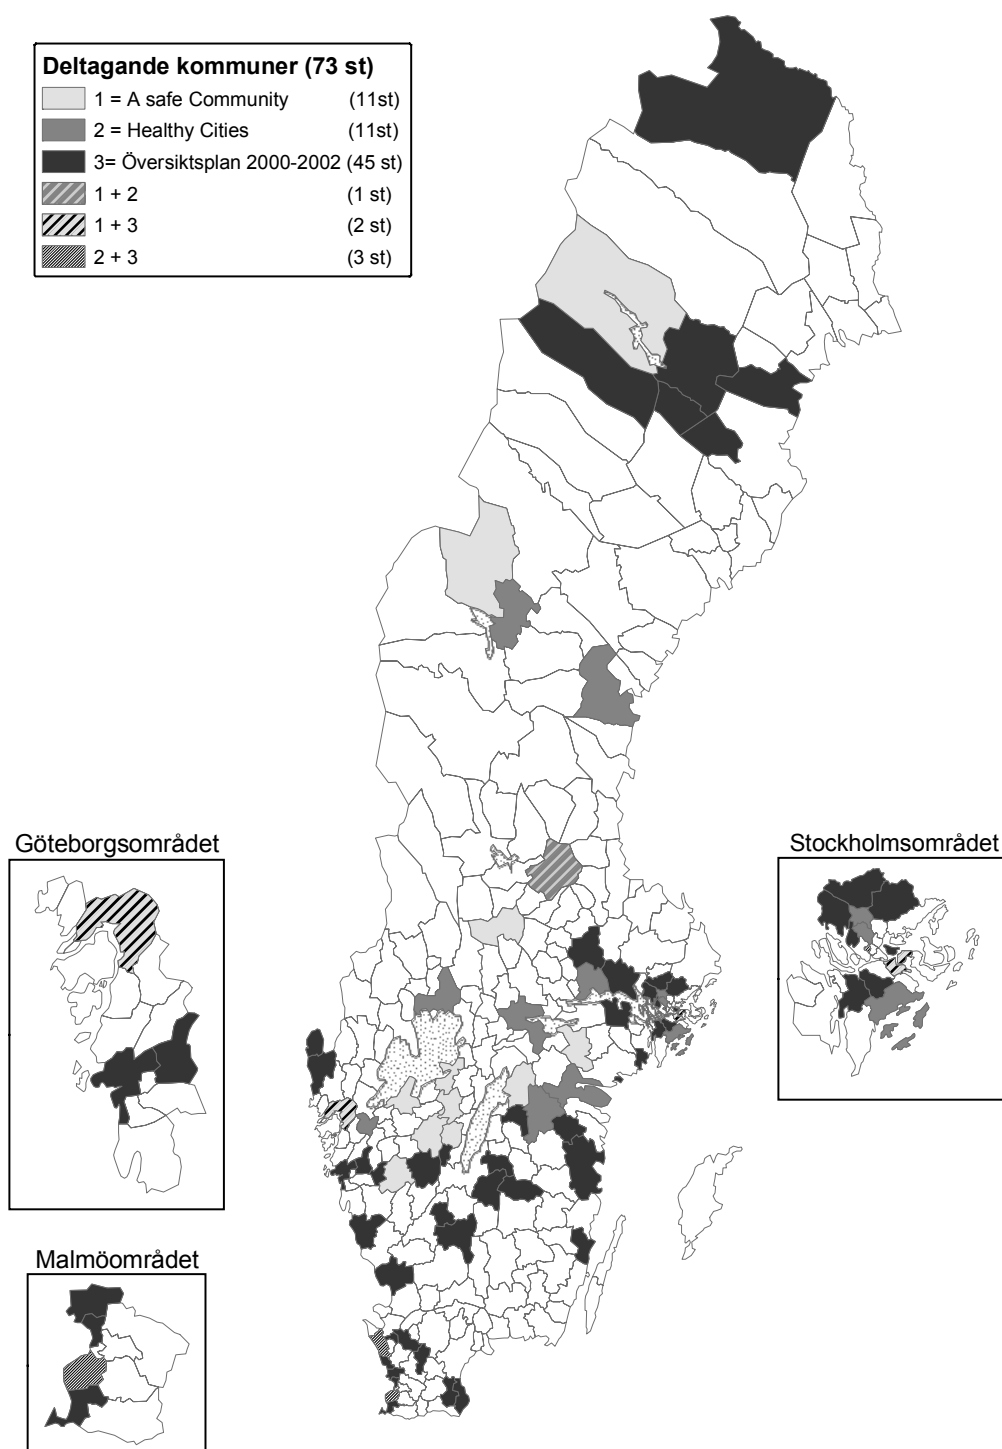 Deltagande kommuner (73 st)
1 = A safe Community (11st)
2 = Healthy Cities (11st)
3= Översiktsplan 2000-2002 (45 st)
1 + 2 (1 st)
1 + 3 (2 st)
2 + 3 (3 st)
Göteborgsområdet
Stockholmsområdet
Malmöområdet